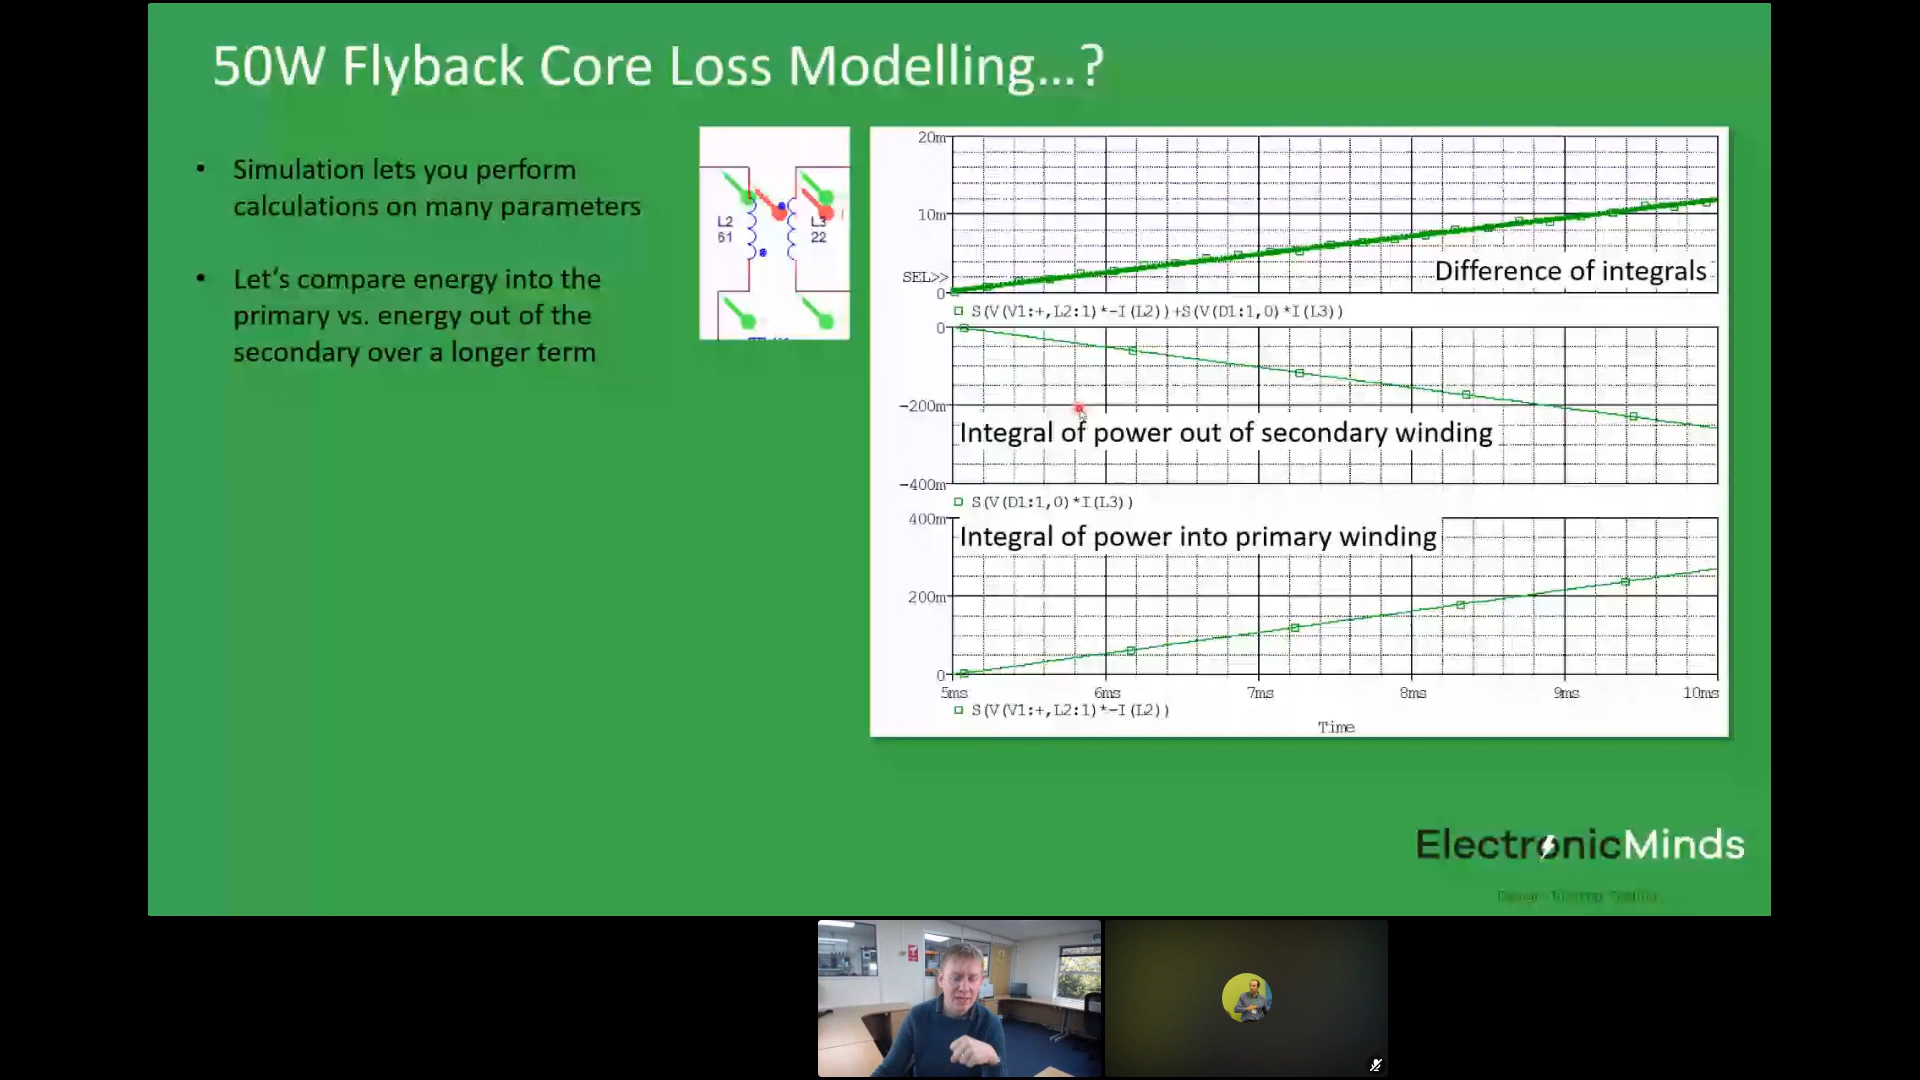 50W Flyback Core Loss Modelling...?
• Simulation lets you perform
calculations on many parameters
• Let's compare energy into the
primary vs. energy out of the
secondary over a longer term
L2
61
L3
22
20m
10m
SEL>>
0
Difference of integrals
S(V(V1:+,L2:1)*-I(L2))+S(V(D1:1,0)*I(L3))
0
-200m
Integral of power out of secondary winding
-400m
S(V(D1:1,0)*I(L3))
400m
Integral of power into primary winding
200m
0
5ms 6ms 7ms 8ms 9ms 10ms
S(V(V1:+,L2:1)*-I(L2))
Time
ElectronicMinds